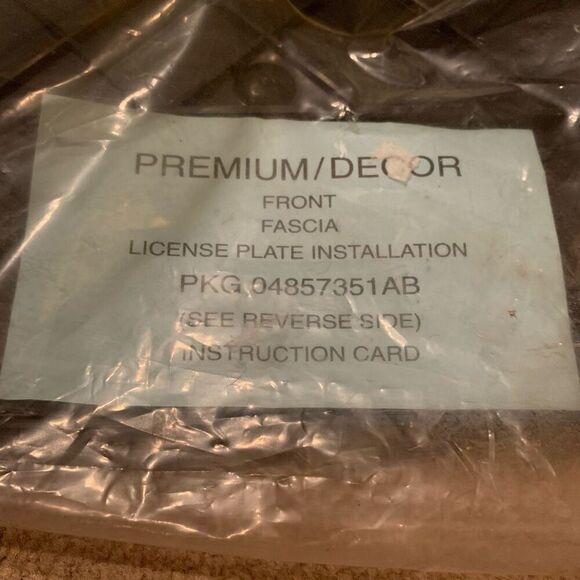 PREMIUM/DECOR
FRONT
FASCIA
LICENSE PLATE INSTALLATION
PKG 04857351AB
(SEE REVERSE SIDE)
INSTRUCTION CARD